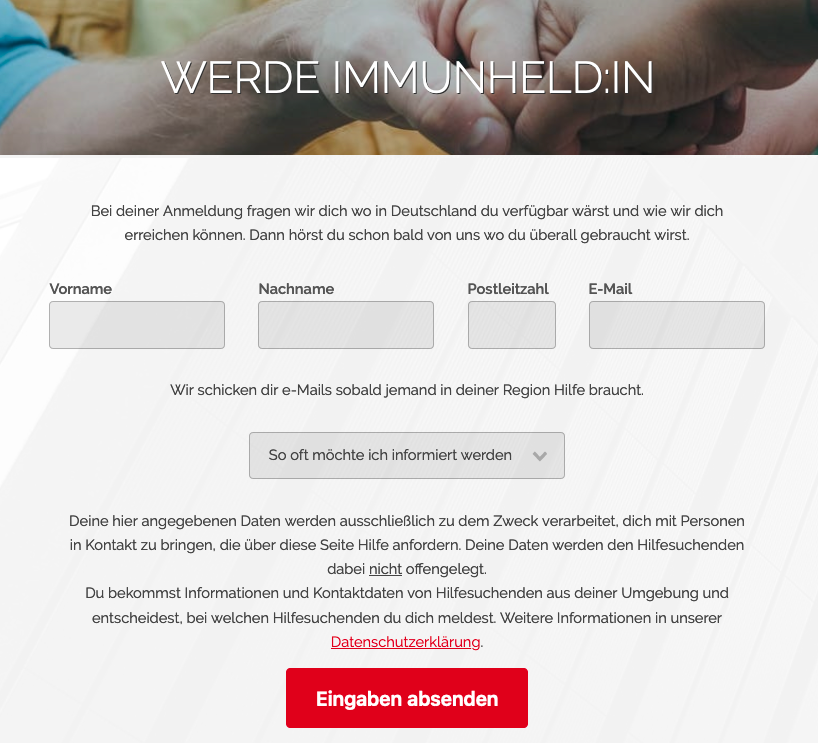 WERDE IMMUNHELD:IN
Bei deiner Anmeldung fragen wir dich wo in Deutschland du verfügbar wärst und wie wir dich
erreichen können. Dann hörst du schon bald von uns wo du überall gebraucht wirst.
Vorname Nachname Postleitzahl E-Mail
Wir schicken dir e-Mails sobald jemand in deiner Region Hilfe braucht.
So oft möchte ich informiert werden
Deine hier angegebenen Daten werden ausschließlich zu dem Zweck verarbeitet, dich mit Personen
in Kontakt zu bringen, die über diese Seite Hilfe anfordern. Deine Daten werden den Hilfesuchenden
dabei nicht offengelegt.
Du bekommst Informationen und Kontaktdaten von Hilfesuchenden aus deiner Umgebung und
entscheidest, bei welchen Hilfesuchenden du dich meldest. Weitere Informationen in unserer
Datenschutzerklärung.
Eingaben absenden